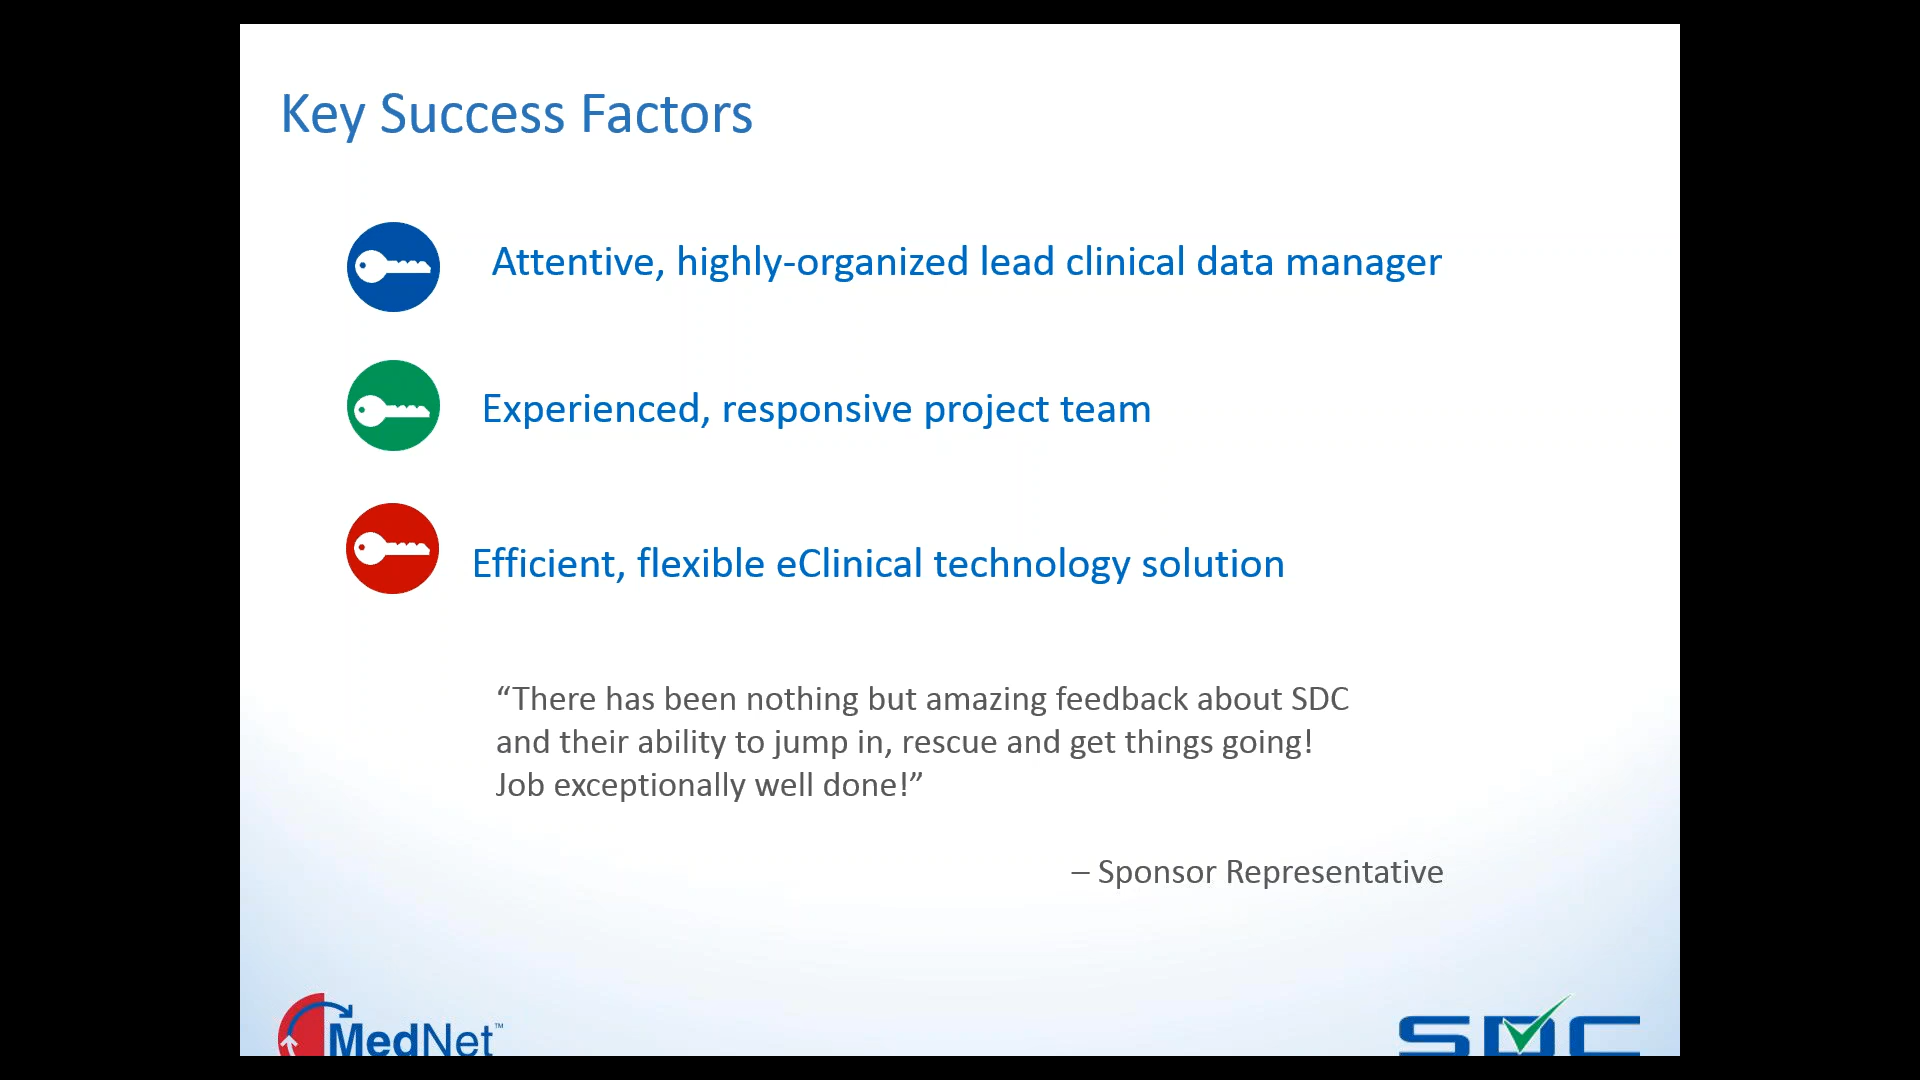 Key Success Factors
Attentive, highly-organized lead clinical data manager
Experienced, responsive project team
Efficient, flexible eClinical technology solution
“There has been nothing but amazing feedback about SDC
and their ability to jump in, rescue and get things going!
Job exceptionally well done!”
– Sponsor Representative
MedNet™
SDC